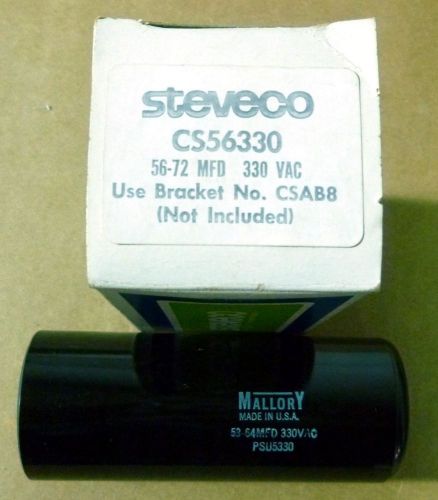 steveco
CS56330
56-72 MFD 330 VAC
Use Bracket No. CSAB8
(Not Included)
MALLORY
MADE IN U.S.A.
53-64MFD 330VAC
PSU5330